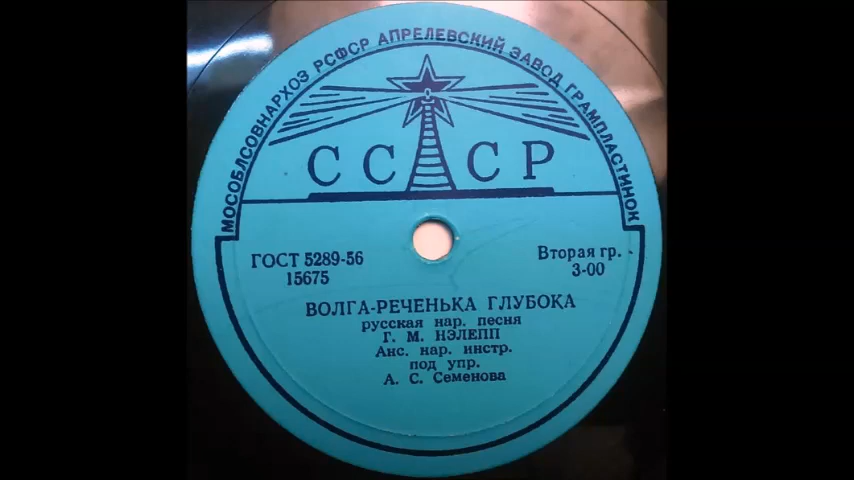 МОСОБЛСОВНАРХОЗ РСФСР АПРЕЛЕВСКИЙ ЗАВОД ГРАМПЛАСТИНОК
СССР
ГОСТ 5289-56
15675
Вторая гр.
3-00
ВОЛГА-РЕЧЕНЬКА ГЛУБОКА
русская нар. песня
Г. М. НЭЛЕПП
Анс. нар. инстр.
под упр.
А. С. Семенова